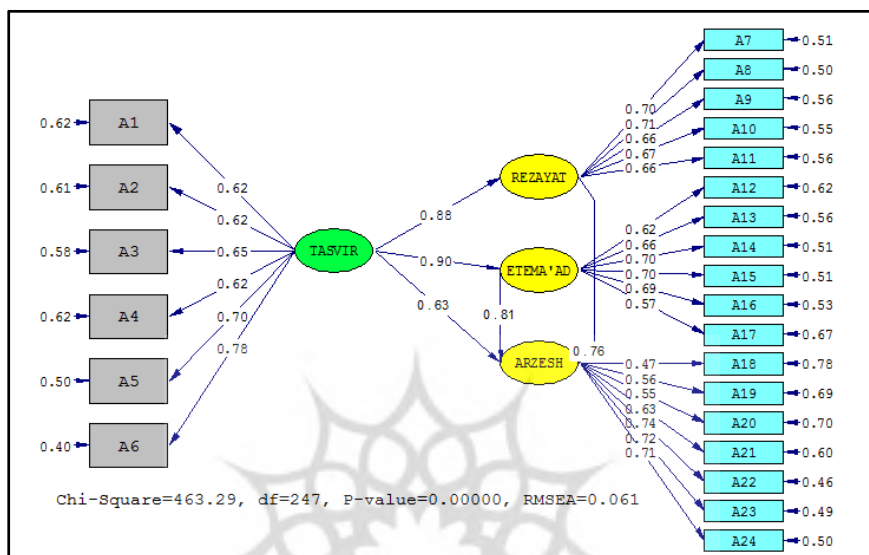 0.62 A1
0.61 A2
0.58 A3
0.62 A4
0.50 A5
0.40 A6
0.62
0.62
0.65
0.62
0.70
0.78
TASVIR
0.88
0.90
0.63
REZAYAT
ETEMA'AD
0.81
ARZESH
0.76
0.70
0.71
0.66
0.67
0.66
0.62
0.66
0.70
0.70
0.69
0.57
0.47
0.56
0.55
0.63
0.74
0.72
0.71
A7 0.51
A8 0.50
A9 0.56
A10 0.55
A11 0.56
A12 0.62
A13 0.56
A14 0.51
A15 0.51
A16 0.53
A17 0.67
A18 0.78
A19 0.69
A20 0.70
A21 0.60
A22 0.46
A23 0.49
A24 0.50
Chi-Square=463.29, df=247, P-value=0.00000, RMSEA=0.061